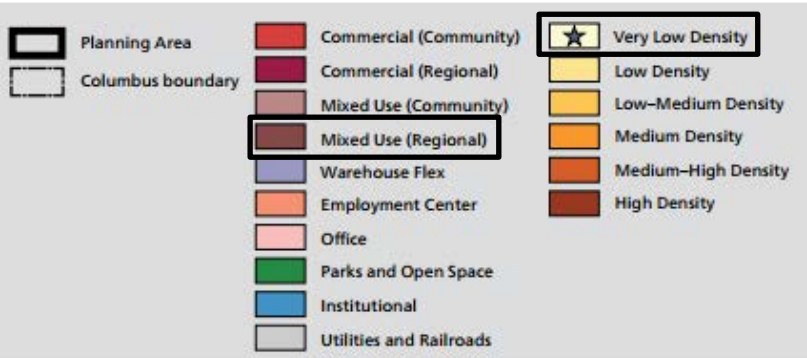 Planning Area
Columbus boundary
Commercial (Community)
Commercial (Regional)
Mixed Use (Community)
Mixed Use (Regional)
Warehouse Flex
Employment Center
Office
Parks and Open Space
Institutional
Utilities and Railroads
Very Low Density
Low Density
Low–Medium Density
Medium Density
Medium–High Density
High Density